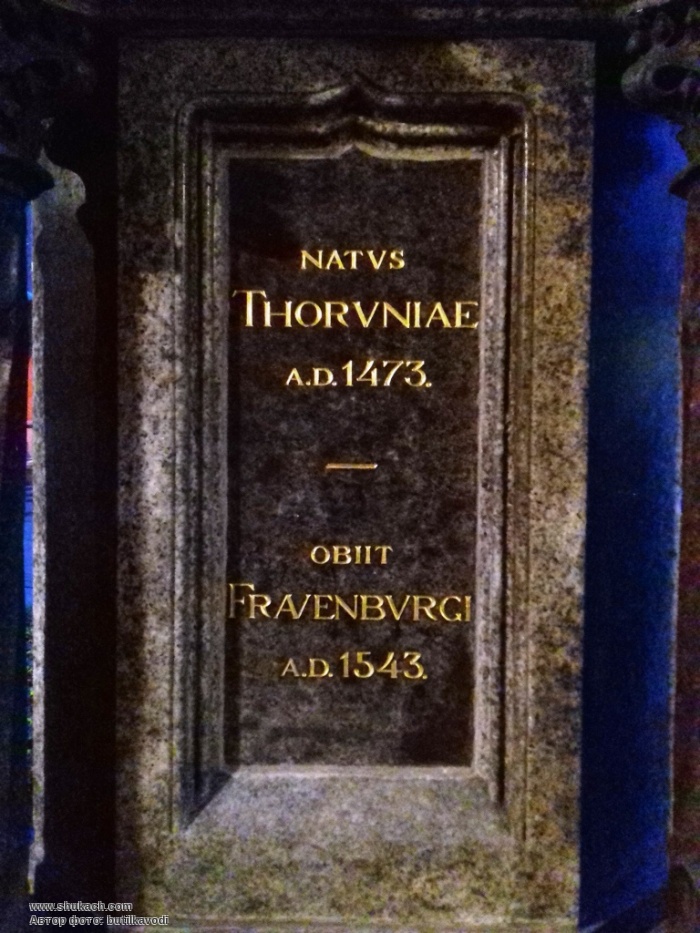 NATVS
THORVNIAE
A.D. 1473.
—
OBIIT
FRAVENBVRGI
A.D. 1543.
www.shukach.com
Автор фото: butilkavodi